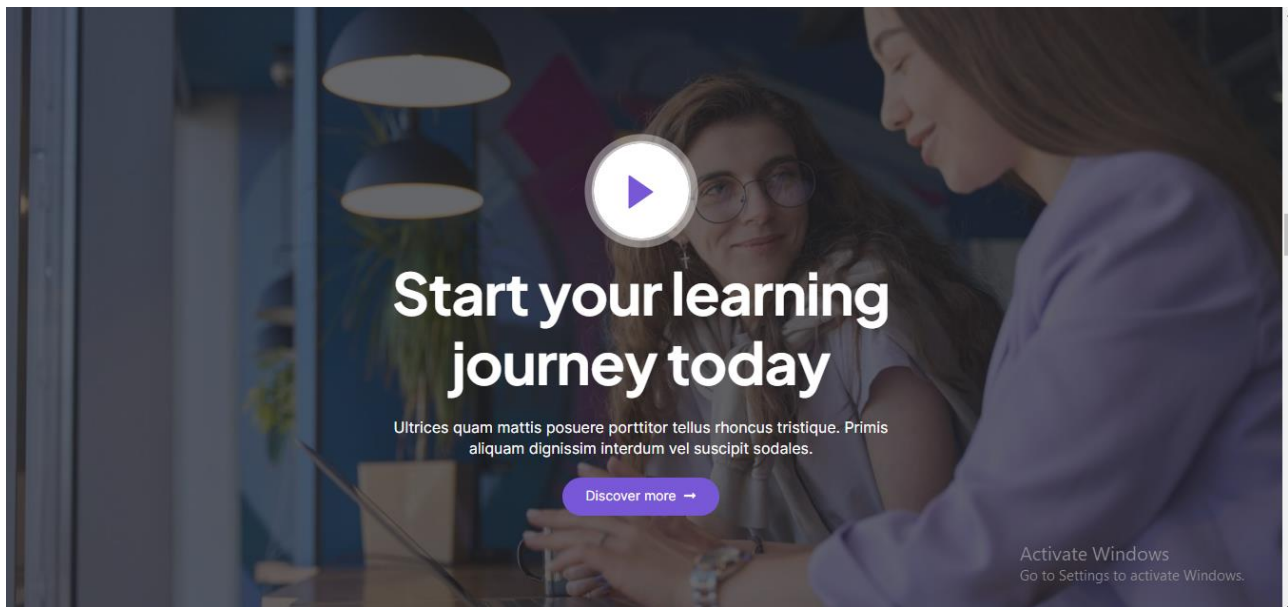 Start your learning
journey today
Ultrices quam mattis posuere porttitor tellus rhoncus tristique. Primis
aliquam dignissim interdum vel suscipit sodales.
Discover more →
Activate Windows
Go to Settings to activate Windows.